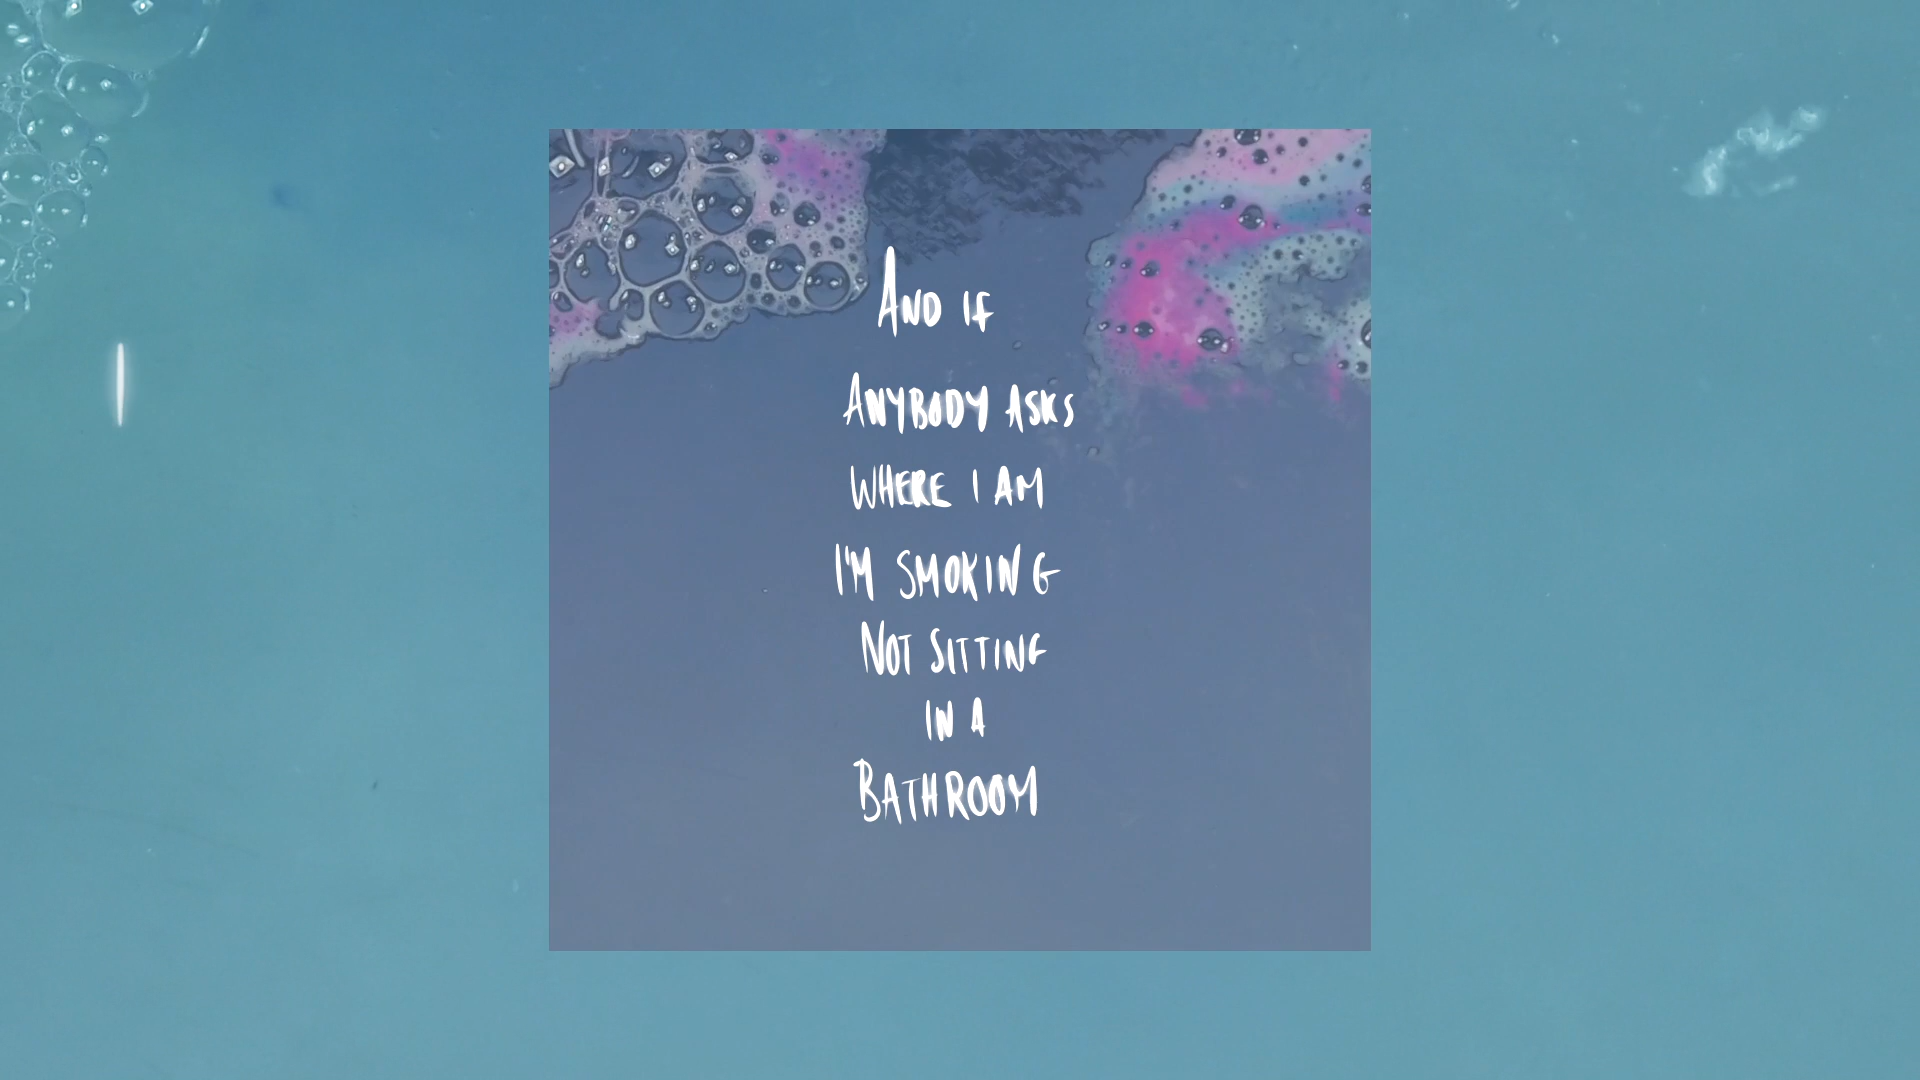 AND IF
ANYBODY ASKS
WHERE I AM
I'M SMOKING
NOT SITTING
IN A
BATHROOM